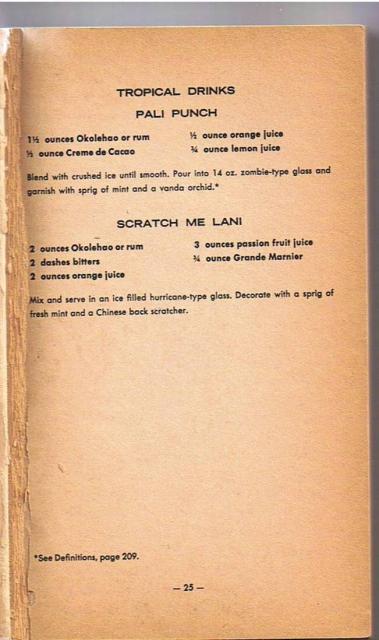 TROPICAL DRINKS
PALI PUNCH
1½ ounces Okolehao or rum
½ ounce Creme de Cacao
½ ounce orange juice
¾ ounce lemon juice
Blend with crushed ice until smooth. Pour into 14 oz. zombie-type glass and
garnish with sprig of mint and a vanda orchid.*
SCRATCH ME LANI
2 ounces Okolehao or rum
2 dashes bitters
2 ounces orange juice
3 ounces passion fruit juice
¾ ounce Grande Marnier
Mix and serve in an ice filled hurricane-type glass. Decorate with a sprig of
fresh mint and a Chinese back scratcher.
*See Definitions, page 209.
— 25 —